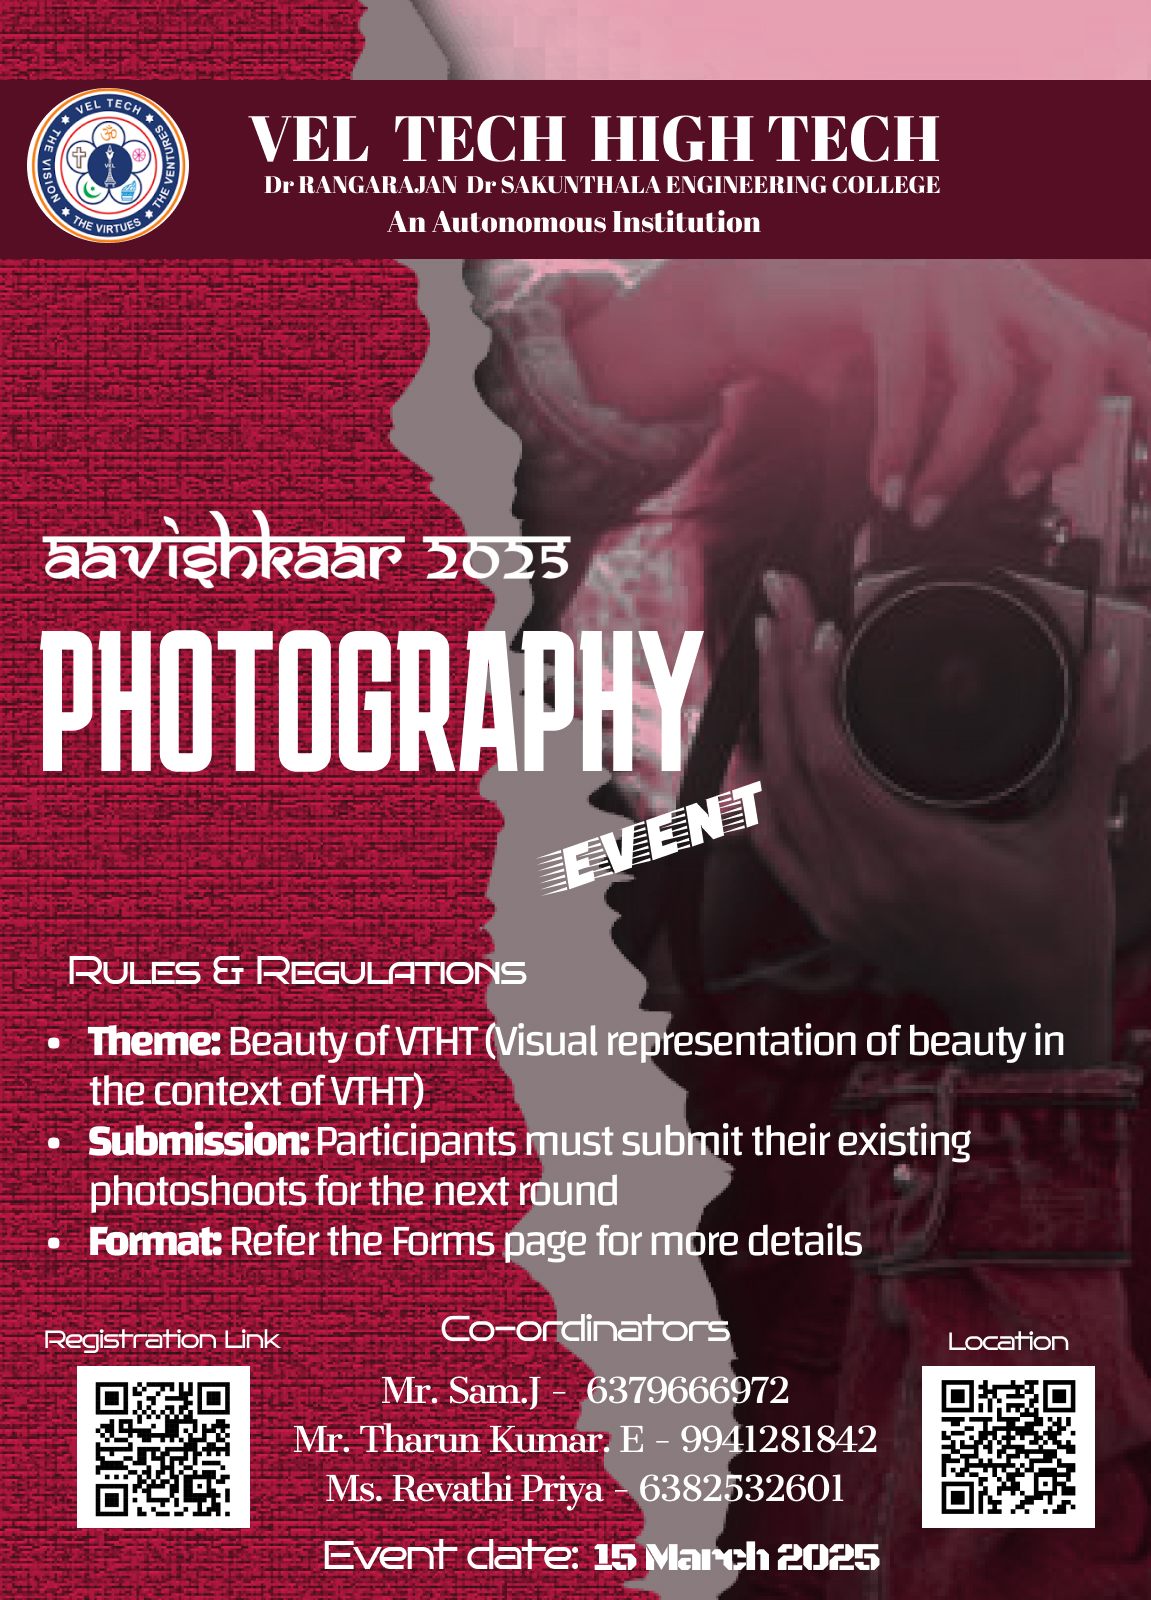 VEL TECH
THE VISION
THE VENTURES
THE VIRTUES
VEL
VEL TECH HIGH TECH
Dr RANGARAJAN Dr SAKUNTHALA ENGINEERING COLLEGE
An Autonomous Institution
aavishkaar 2025
PHOTOGRAPHY
EVENT
Rules & Regulations
• Theme: Beauty of VTHT (Visual representation of beauty in
the context of VTHT)
• Submission: Participants must submit their existing
photoshoots for the next round
• Format: Refer the Forms page for more details
Registration Link
Co-ordinators
Location
Mr. Sam.J - 6379666972
Mr. Tharun Kumar. E - 9941281842
Ms. Revathi Priya - 6382532601
Event date: 15 March 2025